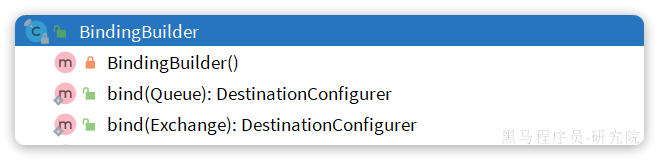 BindingBuilder
BindingBuilder()
bind(Queue): DestinationConfigurer
bind(Exchange): DestinationConfigurer
黑马程序员-研究院